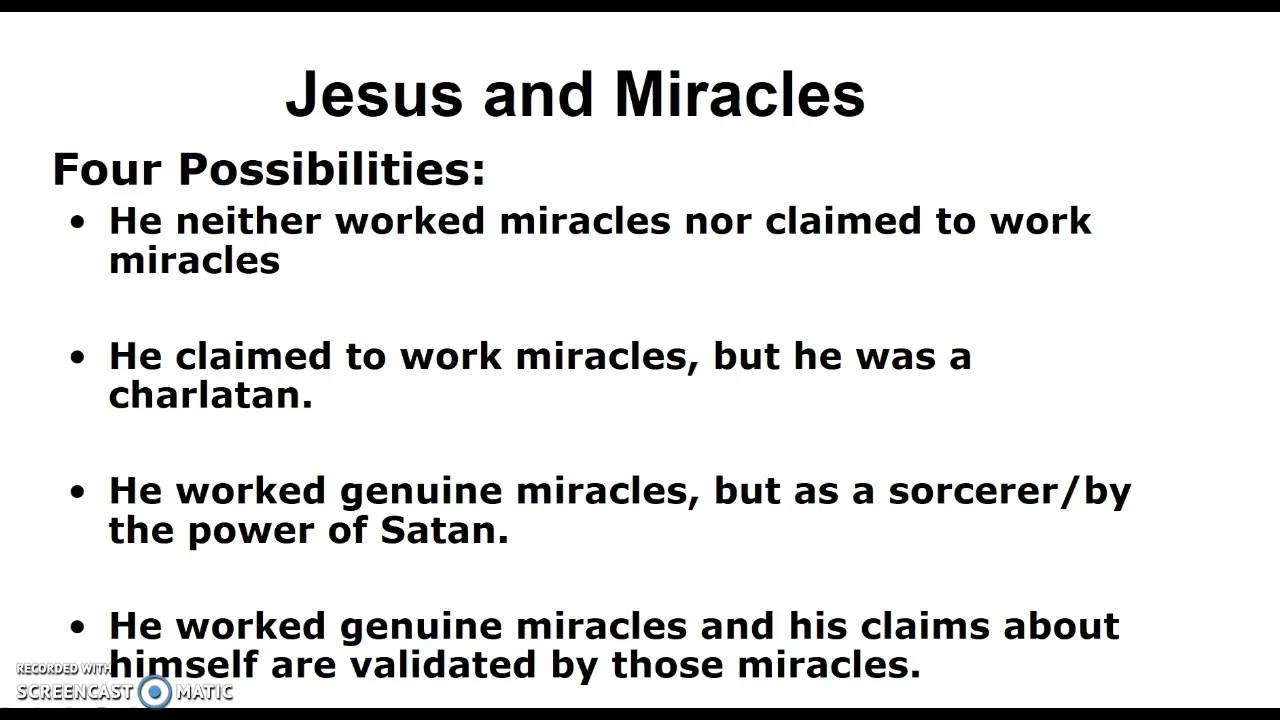 Jesus and Miracles
Four Possibilities:
• He neither worked miracles nor claimed to work
miracles
• He claimed to work miracles, but he was a
charlatan.
• He worked genuine miracles, but as a sorcerer/by
the power of Satan.
• He worked genuine miracles and his claims about
himself are validated by those miracles.
RECORDED WITH
SCREENCAST MATIC